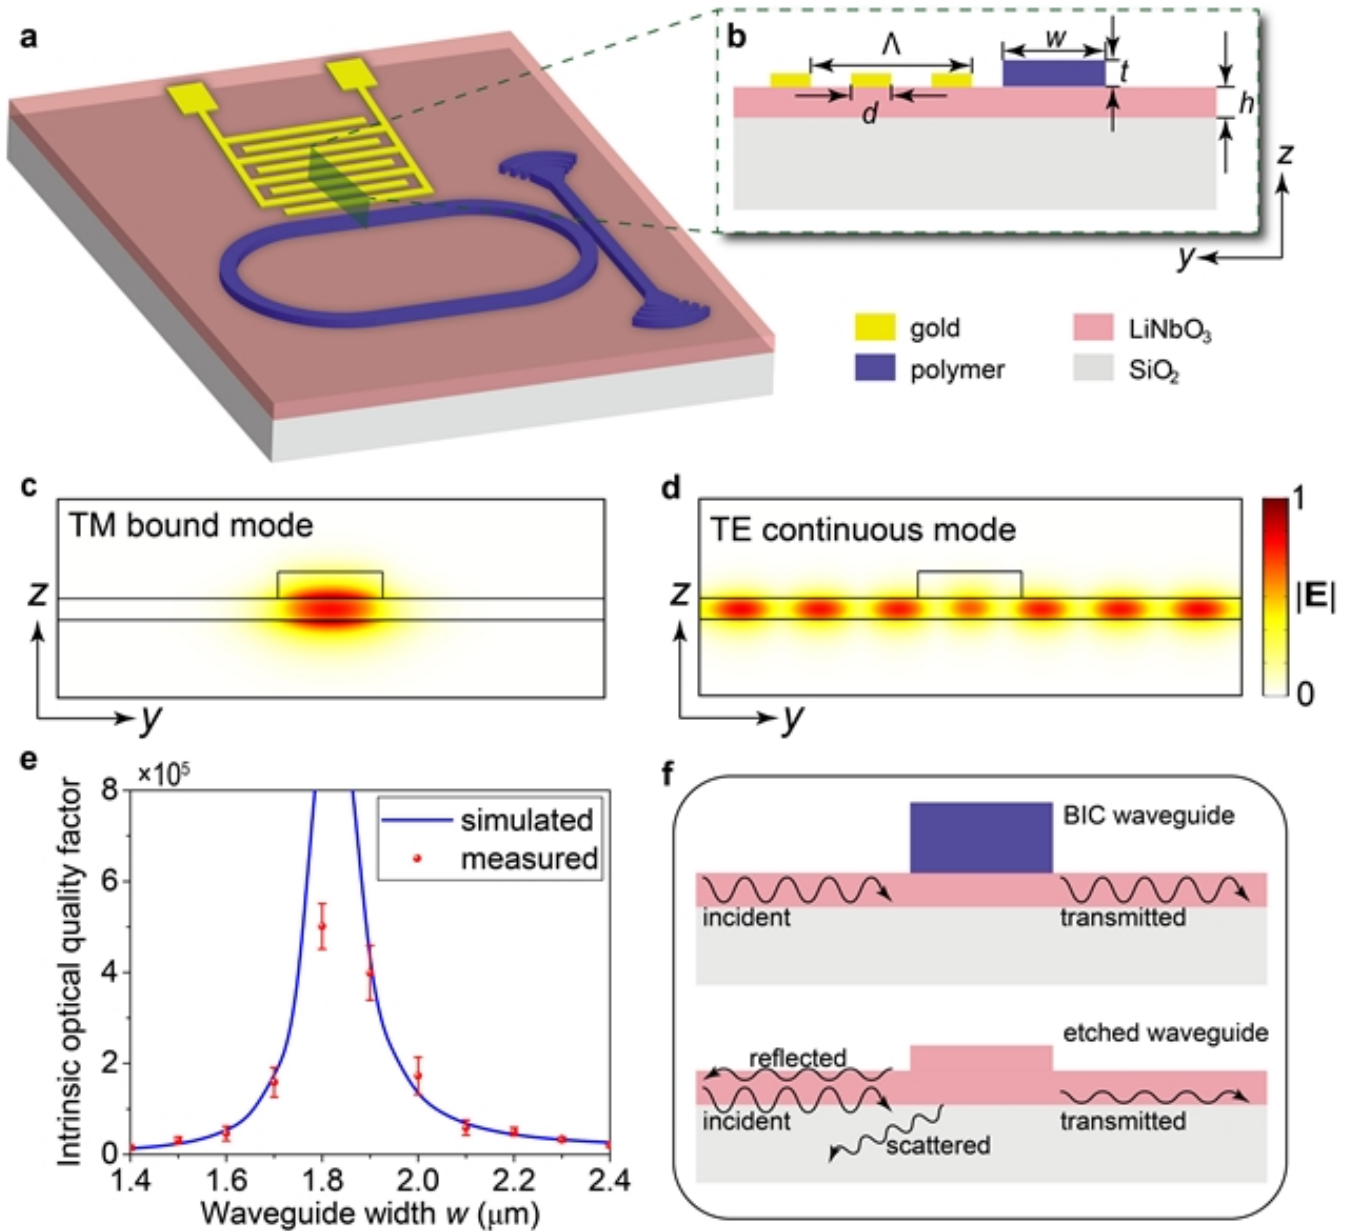 a
b
Λ
w
t
d
h
z
y
gold
LiNbO₃
polymer
SiO₂
c
d
TM bound mode
TE continuous mode
1
z
z
|E|
0
y
y
e
f
×10⁵
8
6
4
2
0
Intrinsic optical quality factor
simulated
measured
1.4
1.6
1.8
2.0
2.2
2.4
Waveguide width w (μm)
BIC waveguide
incident
transmitted
etched waveguide
reflected
incident
transmitted
scattered